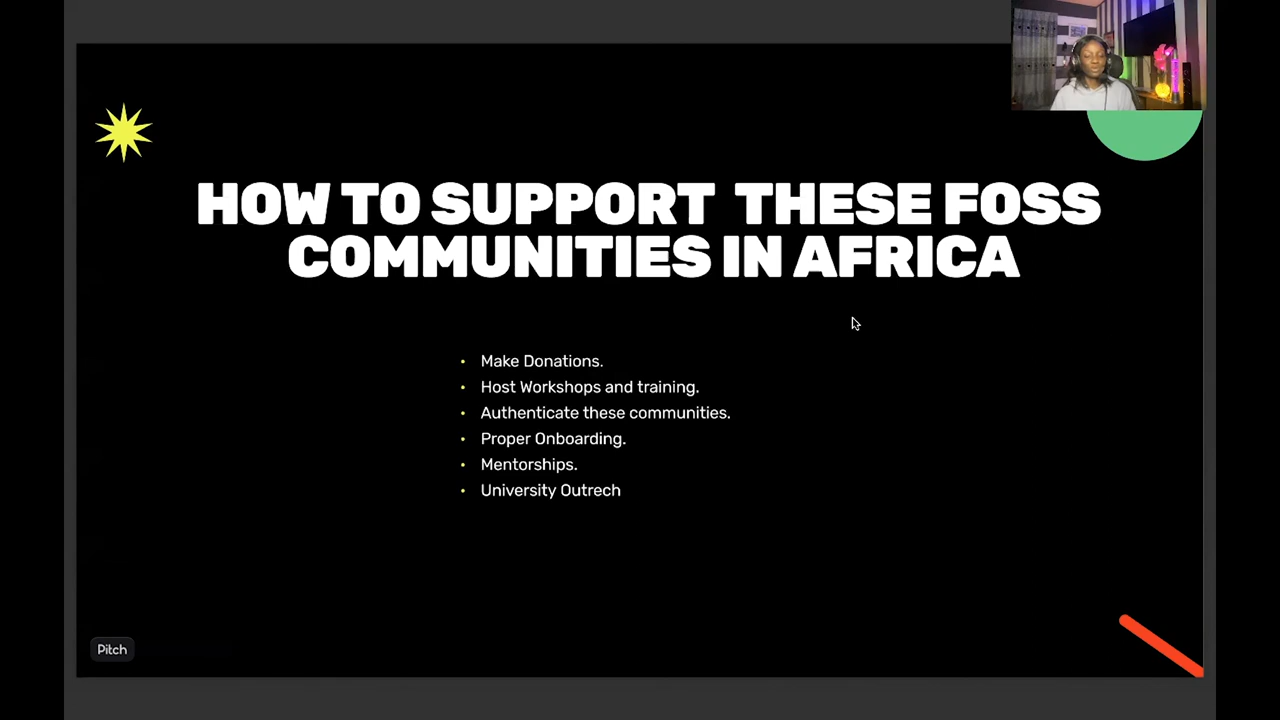 HOW TO SUPPORT THESE FOSS
COMMUNITIES IN AFRICA
• Make Donations.
• Host Workshops and training.
• Authenticate these communities.
• Proper Onboarding.
• Mentorships.
• University Outrech
Pitch